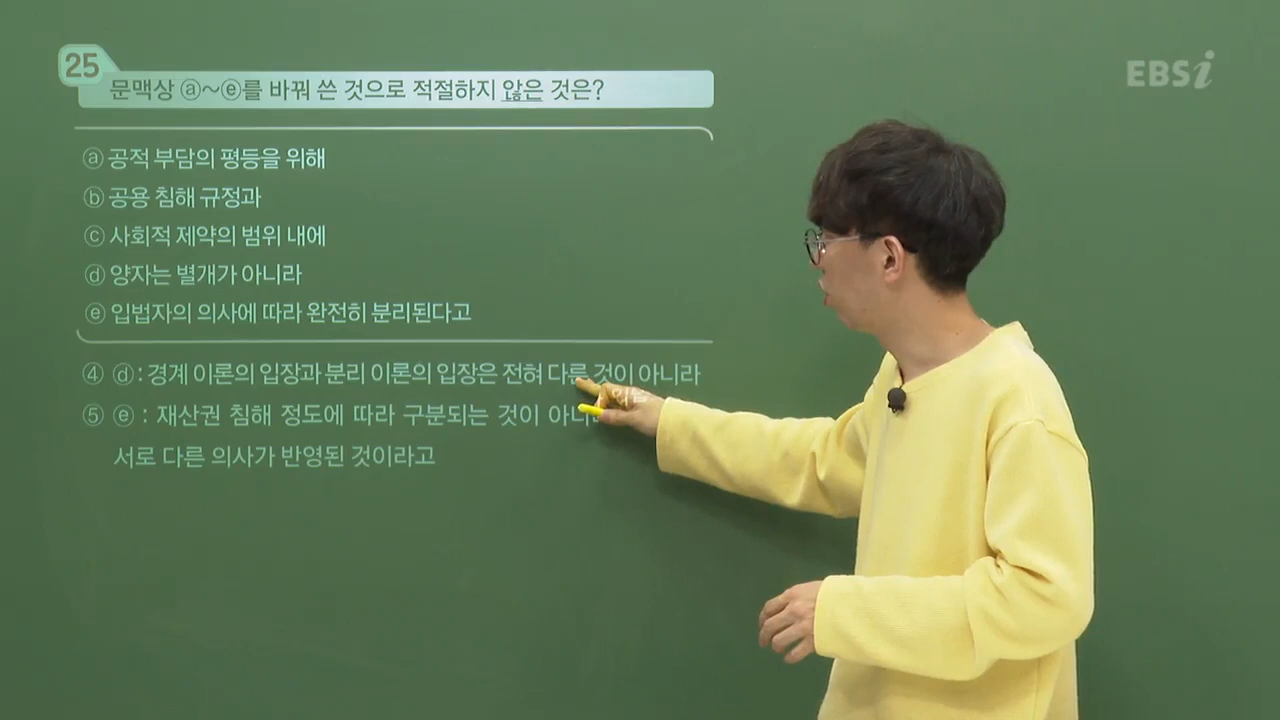 25
문맥상 ⓐ~ⓔ를 바꿔 쓴 것으로 적절하지 않은 것은?
EBSi
ⓐ 공적 부담의 평등을 위해
ⓑ 공용 침해 규정과
ⓒ 사회적 제약의 범위 내에
ⓓ 양자는 별개가 아니라
ⓔ 입법자의 의사에 따라 완전히 분리된다고
④ ⓓ : 경계 이론의 입장과 분리 이론의 입장은 전혀 다른 것이 아니라
⑤ ⓔ : 재산권 침해 정도에 따라 구분되는 것이
서로 다른 의사가 반영된 것이라고